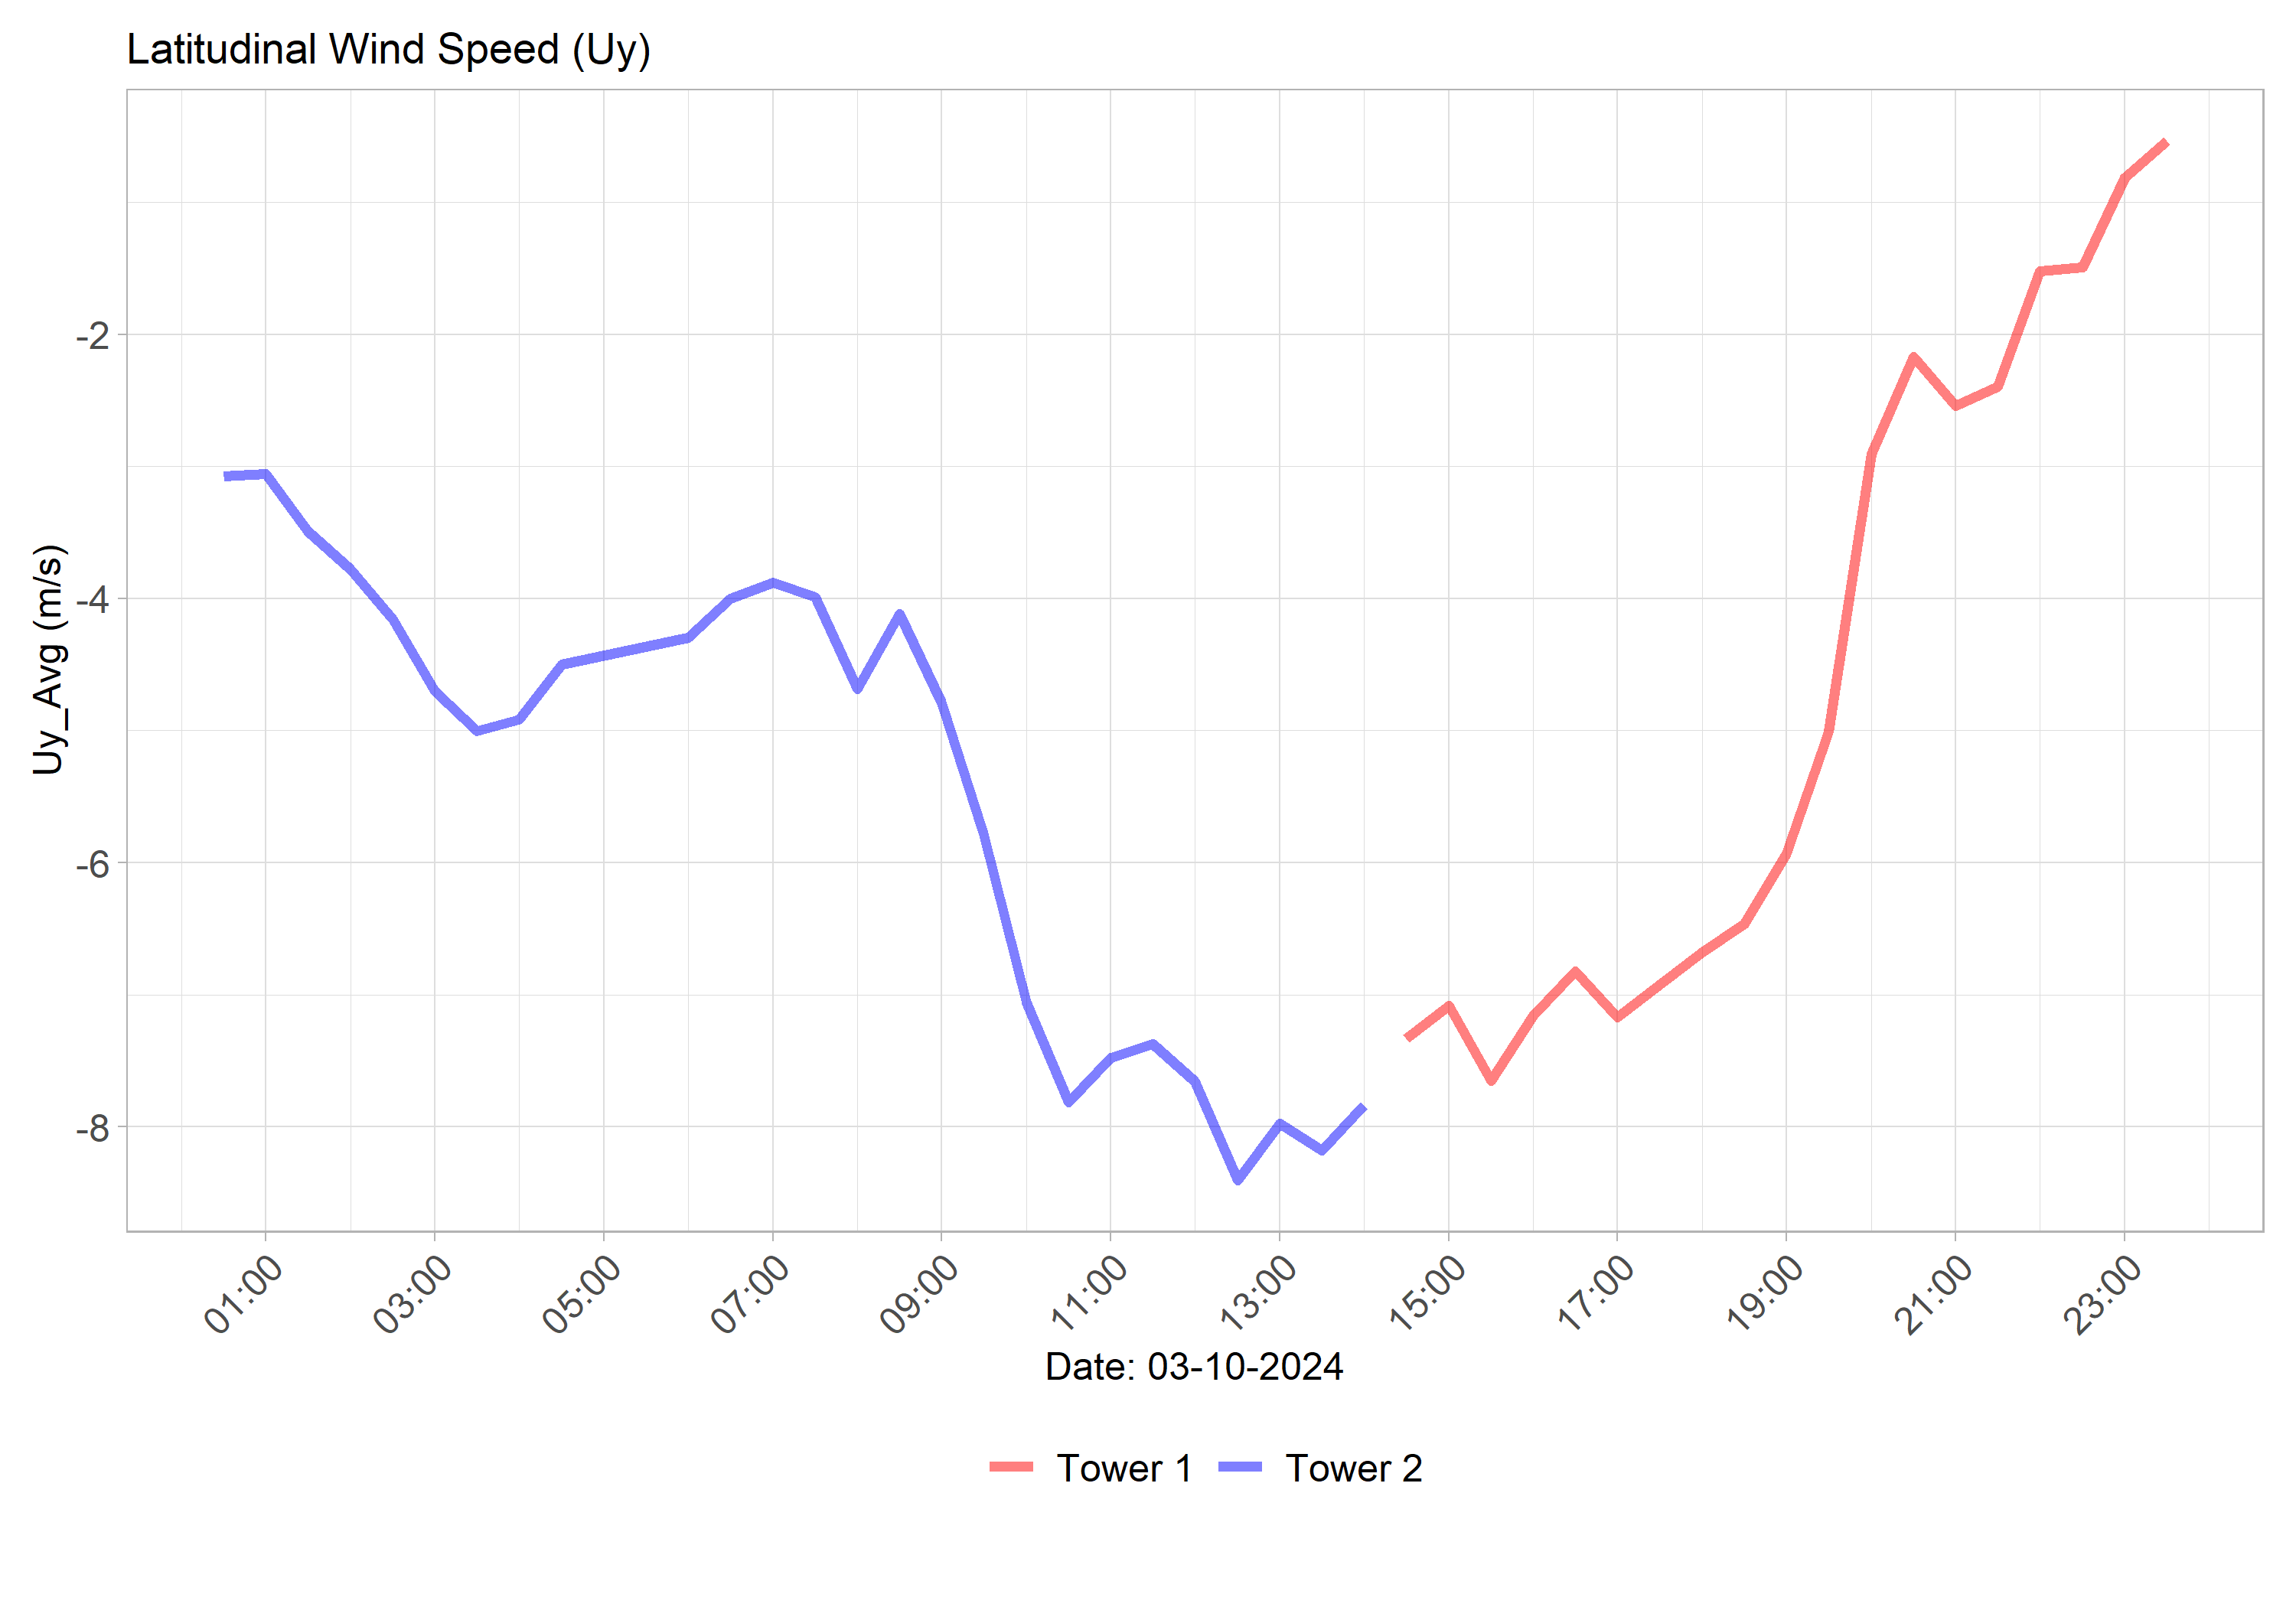 Latitudinal Wind Speed (Uy)
Uy_Avg (m/s)
-2
-4
-6
-8
01:00 03:00 05:00 07:00 09:00 11:00 13:00 15:00 17:00 19:00 21:00 23:00
Date: 03-10-2024
Tower 1 Tower 2